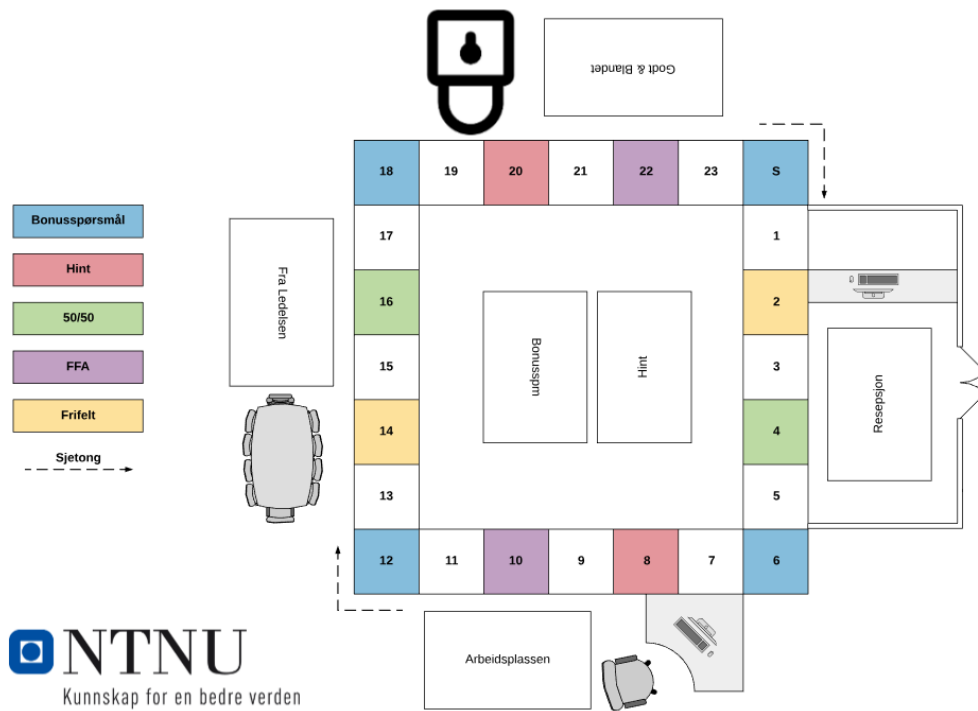 Godt & Blandet
18 19 20 21 22 23 S
Bonusspørsmål
Hint
50/50
FFA
Frifelt
Sjetong
Fra Ledelsen
17
16
15
14
13
Bonusspm
Hint
1
2
3
4
5
Resepsjon
12 11 10 9 8 7 6
Arbeidsplassen
NTNU
Kunnskap for en bedre verden